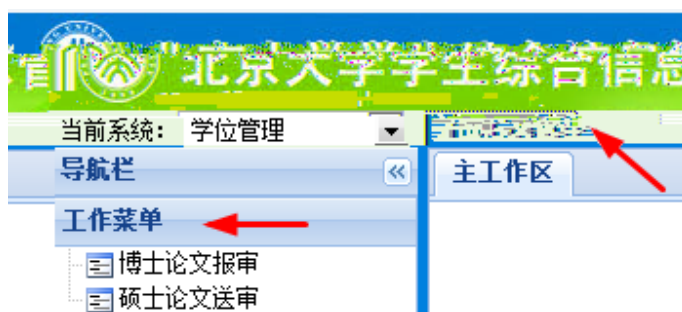 北京大学学生综合信息
当前系统： 学位管理
导航栏
主工作区
工作菜单
博士论文报审
硕士论文送审